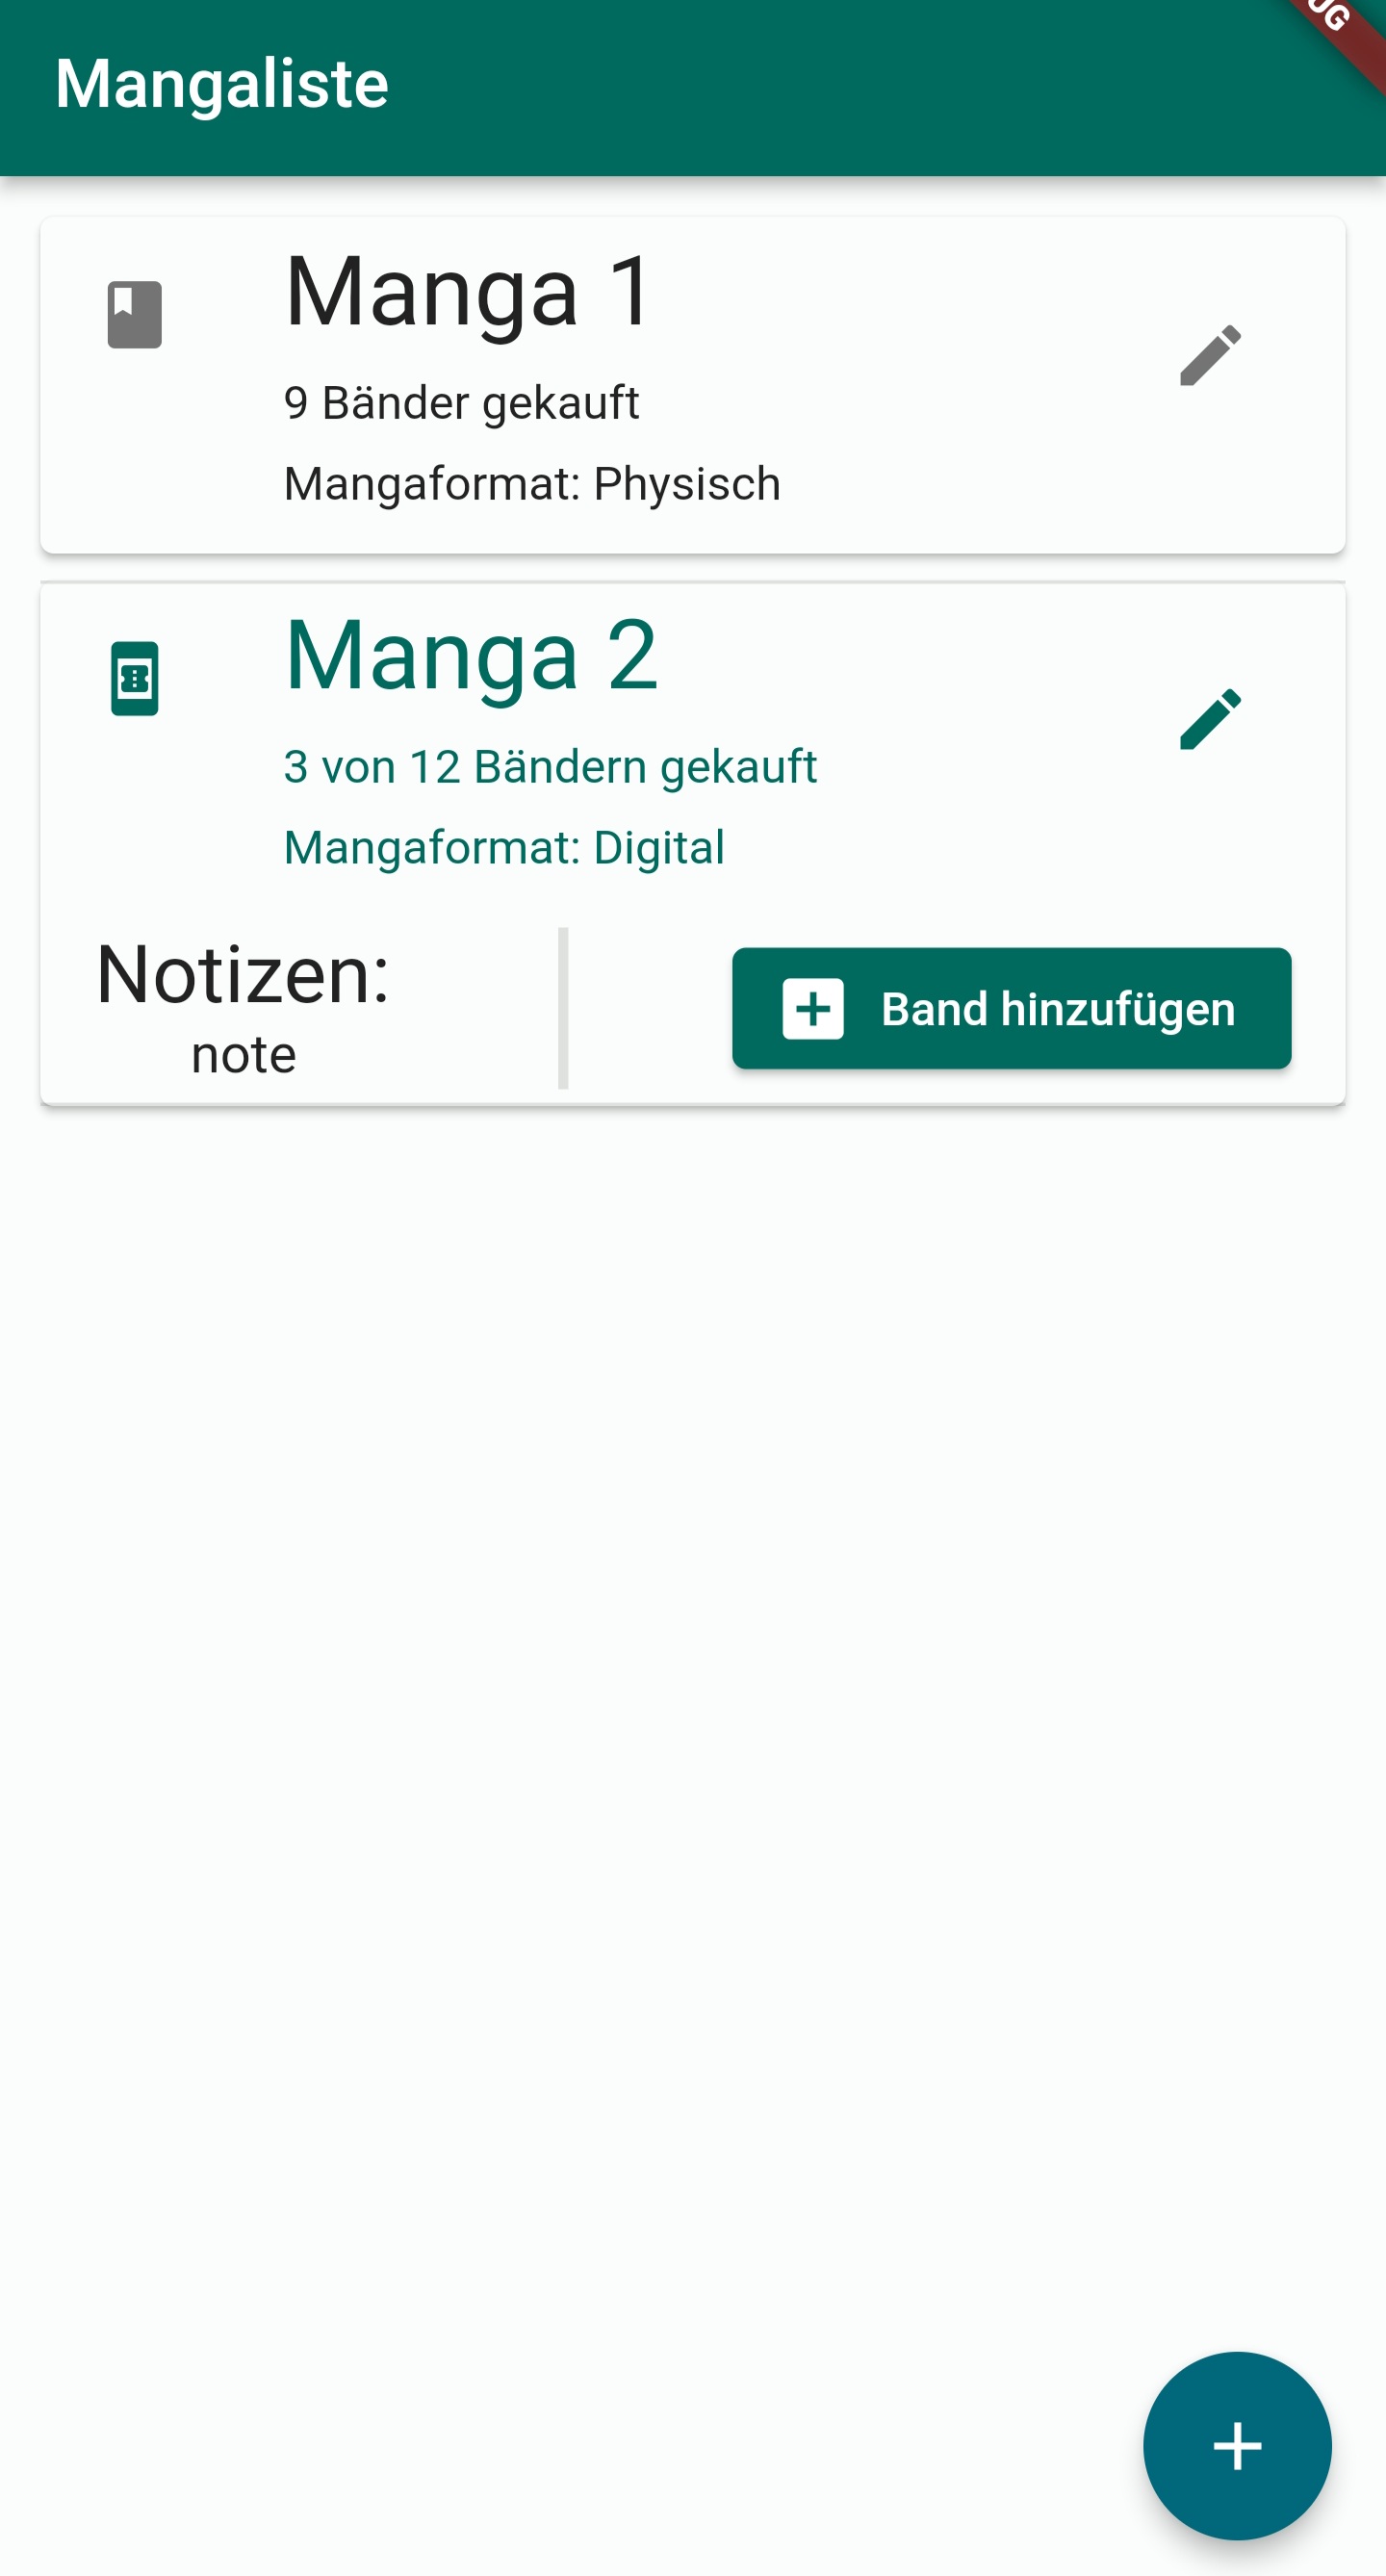 Mangaliste
UG
Manga 1
9 Bänder gekauft
Mangaformat: Physisch
Manga 2
3 von 12 Bändern gekauft
Mangaformat: Digital
Notizen:
note
Band hinzufügen